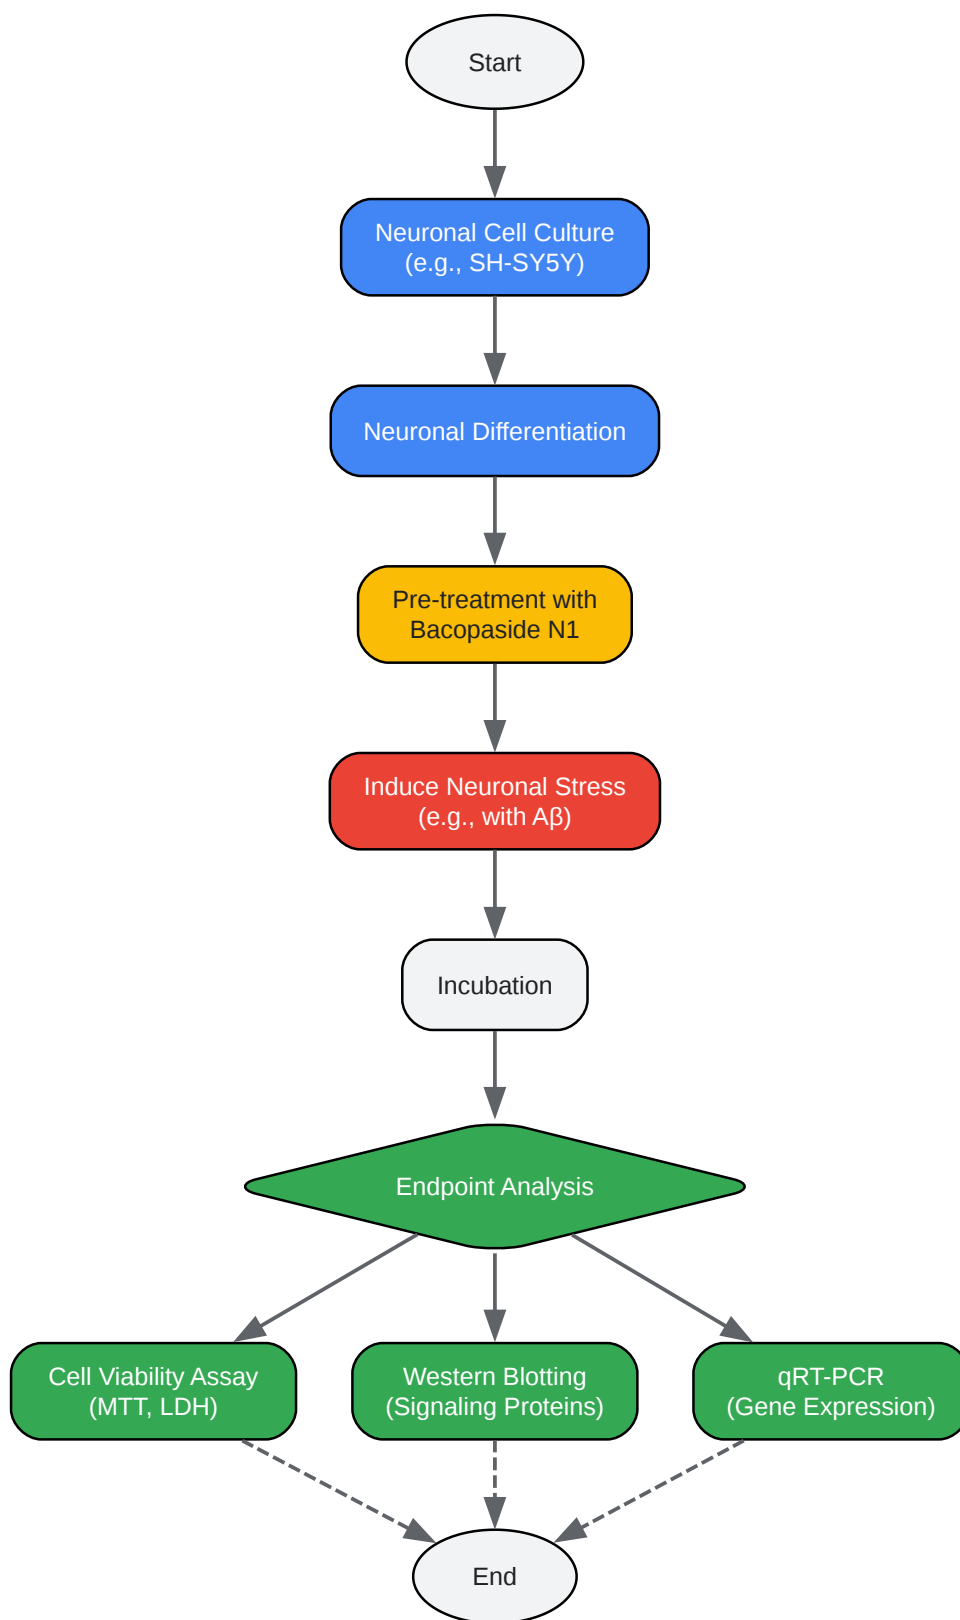 Start
Neuronal Cell Culture
(e.g., SH-SY5Y)
Neuronal Differentiation
Pre-treatment with
Bacopaside N1
Induce Neuronal Stress
(e.g., with Aβ)
Incubation
Endpoint Analysis
Cell Viability Assay
(MTT, LDH)
Western Blotting
(Signaling Proteins)
qRT-PCR
(Gene Expression)
End